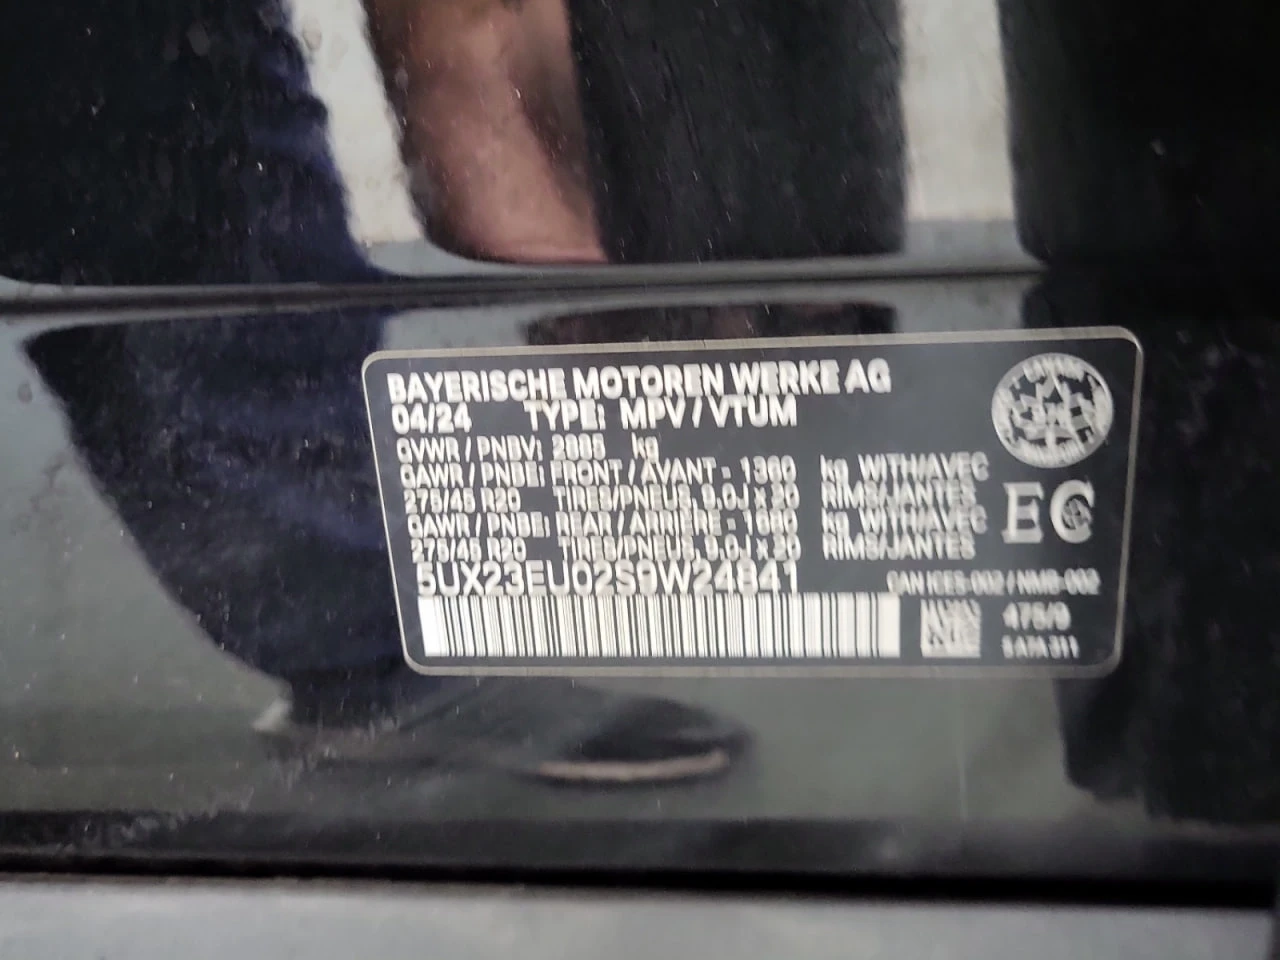 BAYERISCHE MOTOREN WERKE AG
04/24 TYPE: MPV / VTUM
GVWR / PNBV: 2885 kg
GAWR / PNBE: FRONT / AVANT - 1360 kg WITH/AVEC
275/45 R20 TIRES/PNEUS, 9.0J x 20 RIMS/JANTES
GAWR / PNBE: REAR / ARRIÈRE - 1680 kg WITH/AVEC
275/45 R20 TIRES/PNEUS, 9.0J x 20 RIMS/JANTES
5UX23EU02S9W24841
CANADA
EC
CAN ICES-002 / NMB-002
475/9